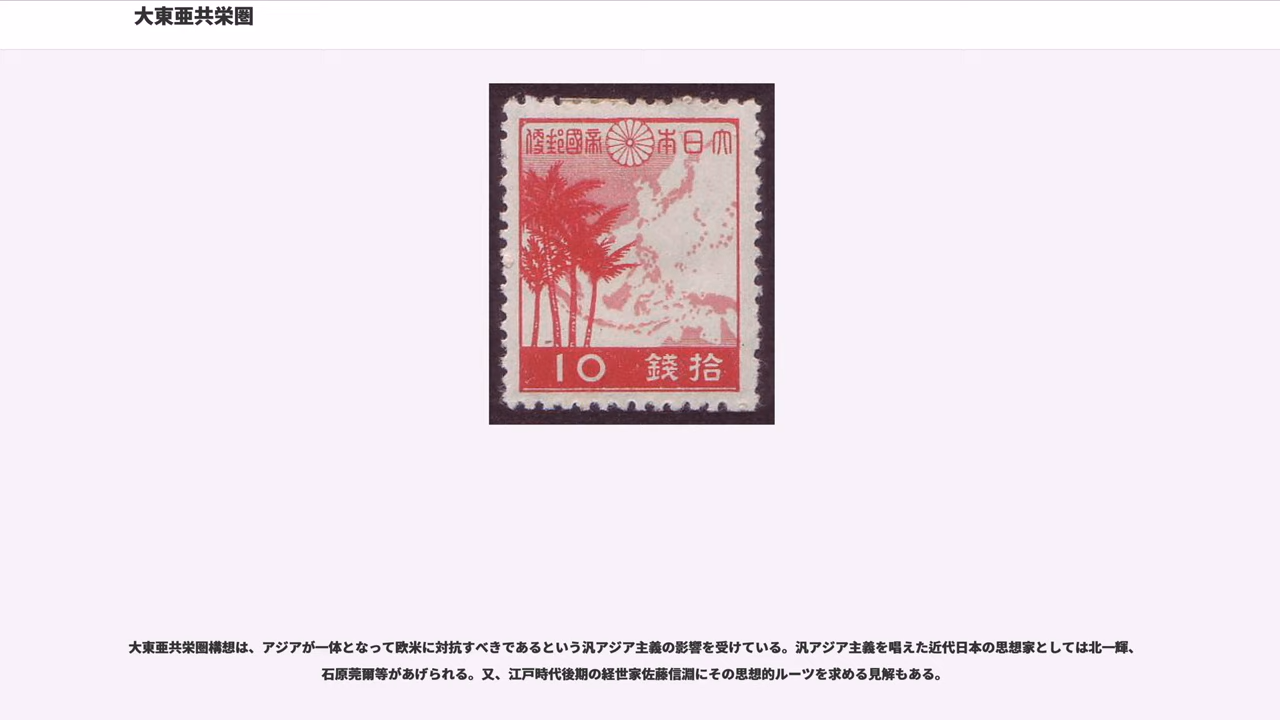 大東亜共栄圏
便郵國帝 本日大
10 錢拾
大東亜共栄圏構想は、アジアが一体となって欧米に対抗すべきであるという汎アジア主義の影響を受けている。汎アジア主義を唱えた近代日本の思想家としては北一輝、
石原莞爾等があげられる。又、江戸時代後期の経世家佐藤信淵にその思想的ルーツを求める見解もある。